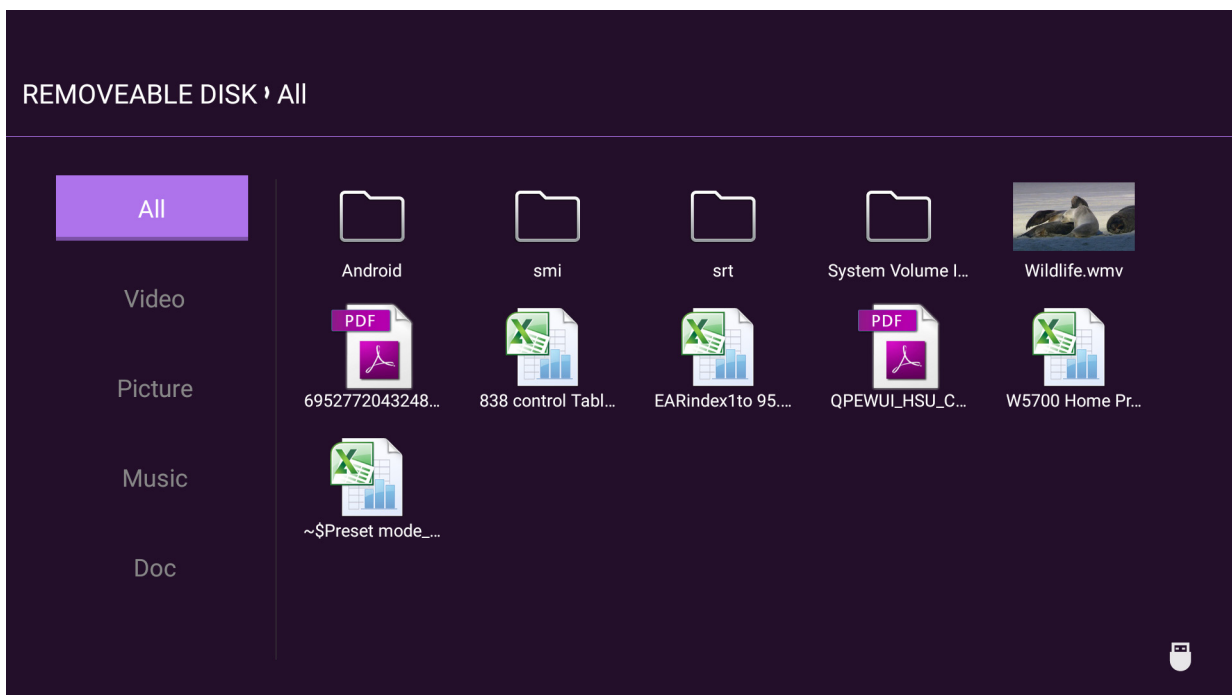 REMOVEABLE DISK All
All
Video
Picture
Music
Doc
Android
smi
srt
System Volume I...
Wildlife.wmv
PDF
PDF
6952772043248...
838 control Tabl...
EARindex1to 95....
QPEWUI_HSU_C...
W5700 Home Pr...
~$Preset mode_...